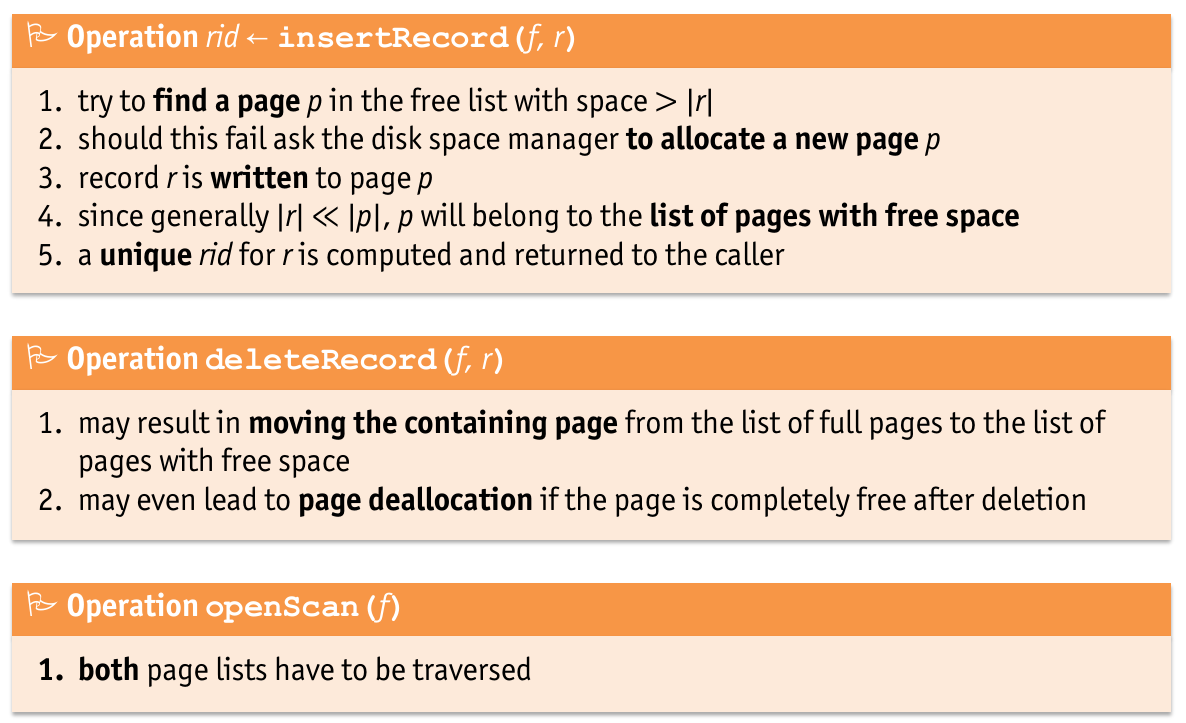 Operation rid ← insertRecord(f, r)
1. try to find a page p in the free list with space > |r|
2. should this fail ask the disk space manager to allocate a new page p
3. record r is written to page p
4. since generally |r| ≪ |p|, p will belong to the list of pages with free space
5. a unique rid for r is computed and returned to the caller
Operation deleteRecord(f, r)
1. may result in moving the containing page from the list of full pages to the list of
pages with free space
2. may even lead to page deallocation if the page is completely free after deletion
Operation openScan(f)
1. both page lists have to be traversed